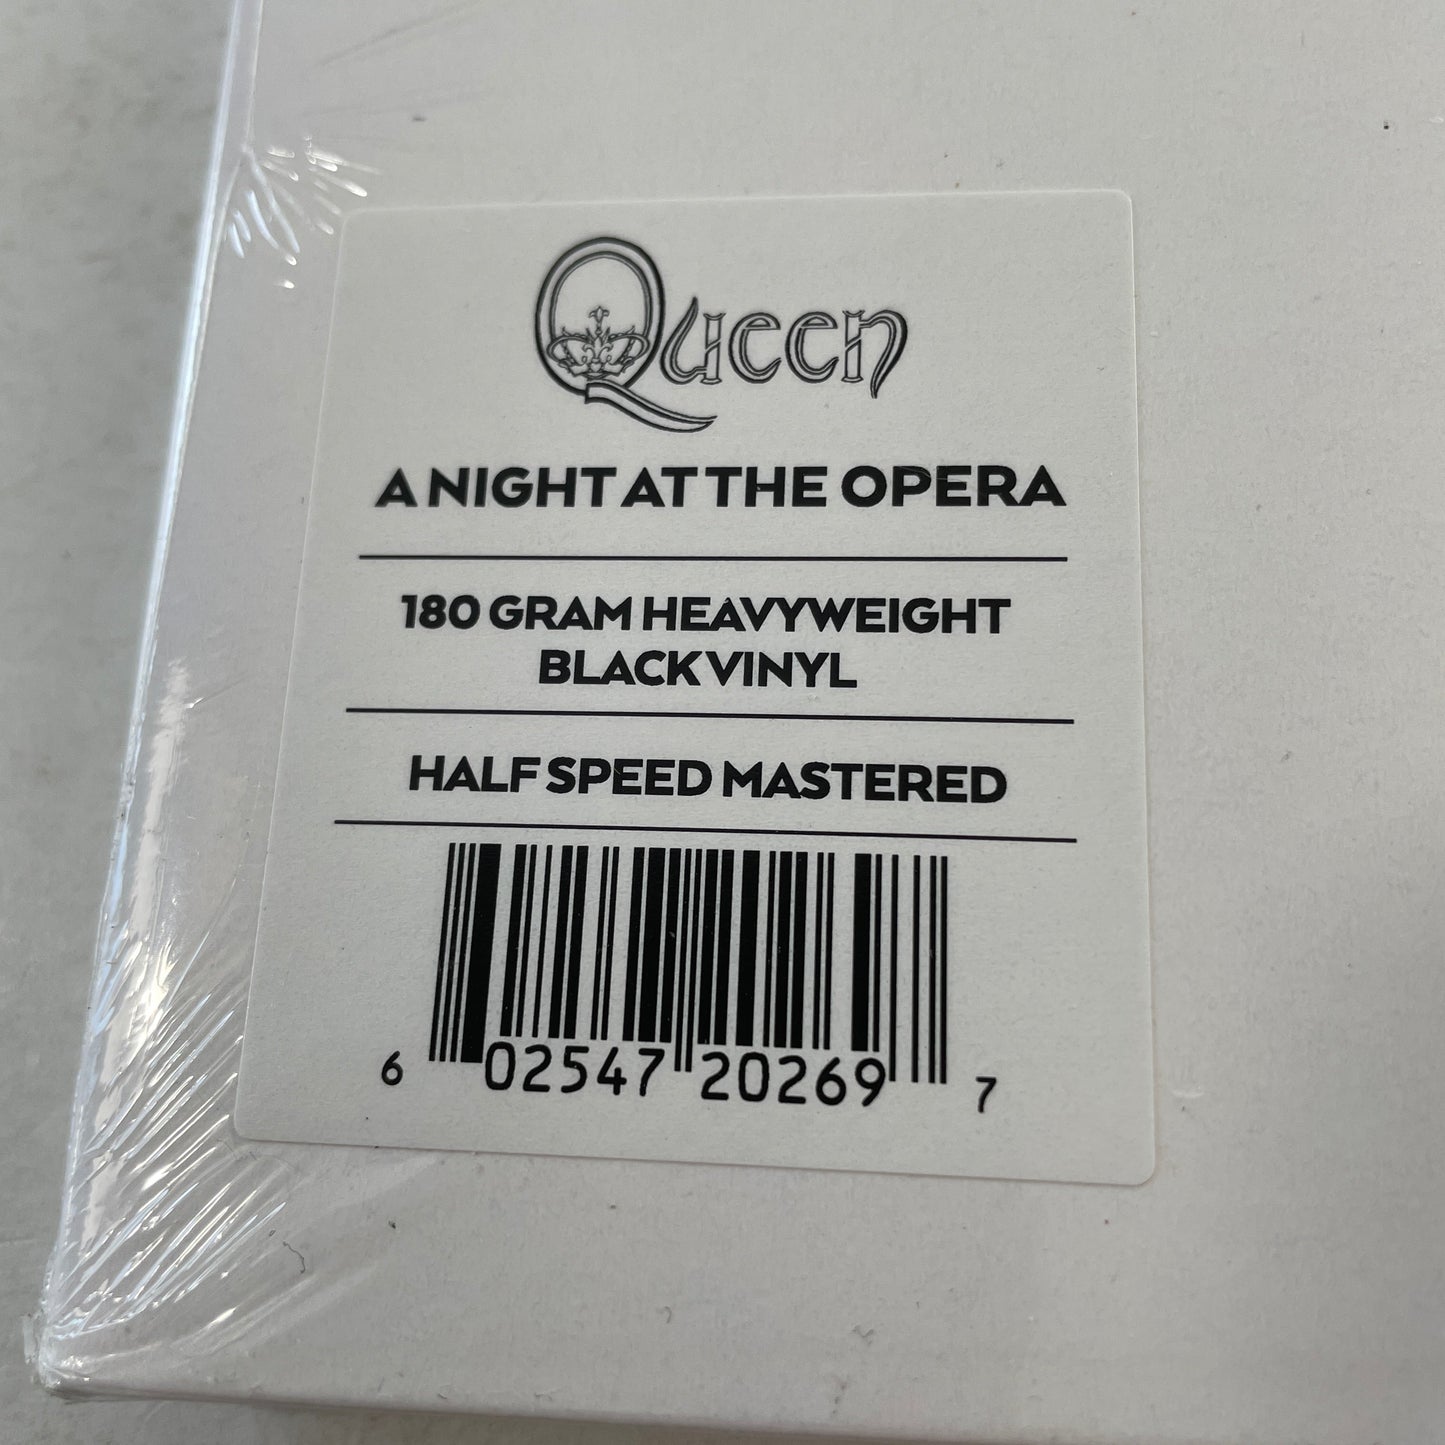 Queen
A NIGHT AT THE OPERA
180 GRAM HEAVYWEIGHT
BLACK VINYL
HALF SPEED MASTERED
6 02547 20269 7